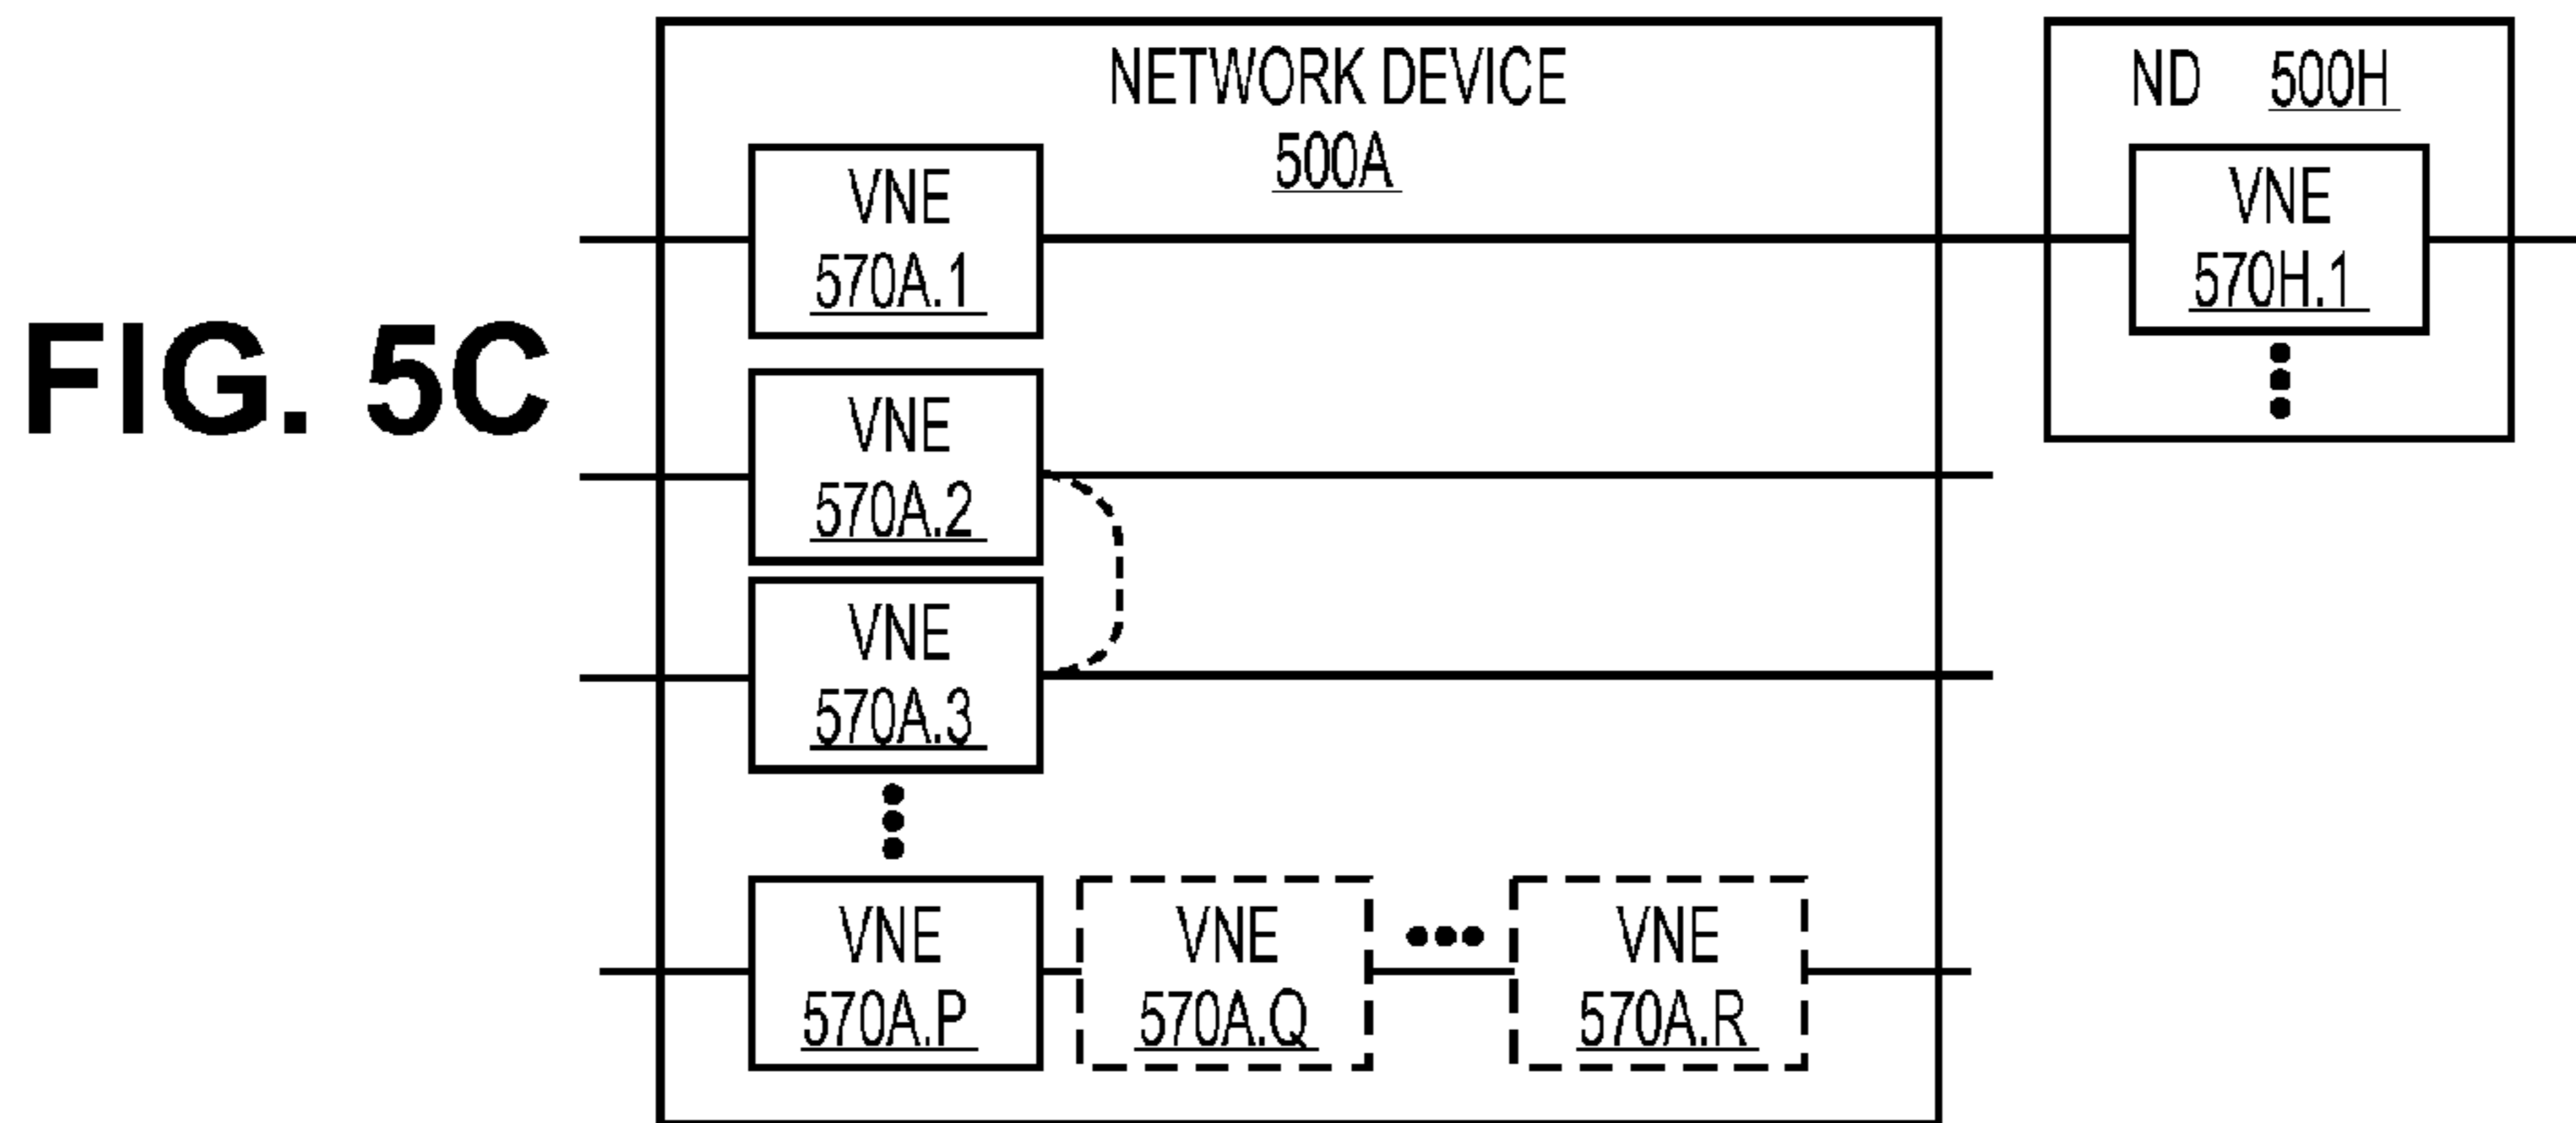 FIG. 5C
NETWORK DEVICE
500A
VNE
570A.1
VNE
570A.2
VNE
570A.3
VNE
570A.P
VNE
570A.Q
VNE
570A.R
ND 500H
VNE
570H.1